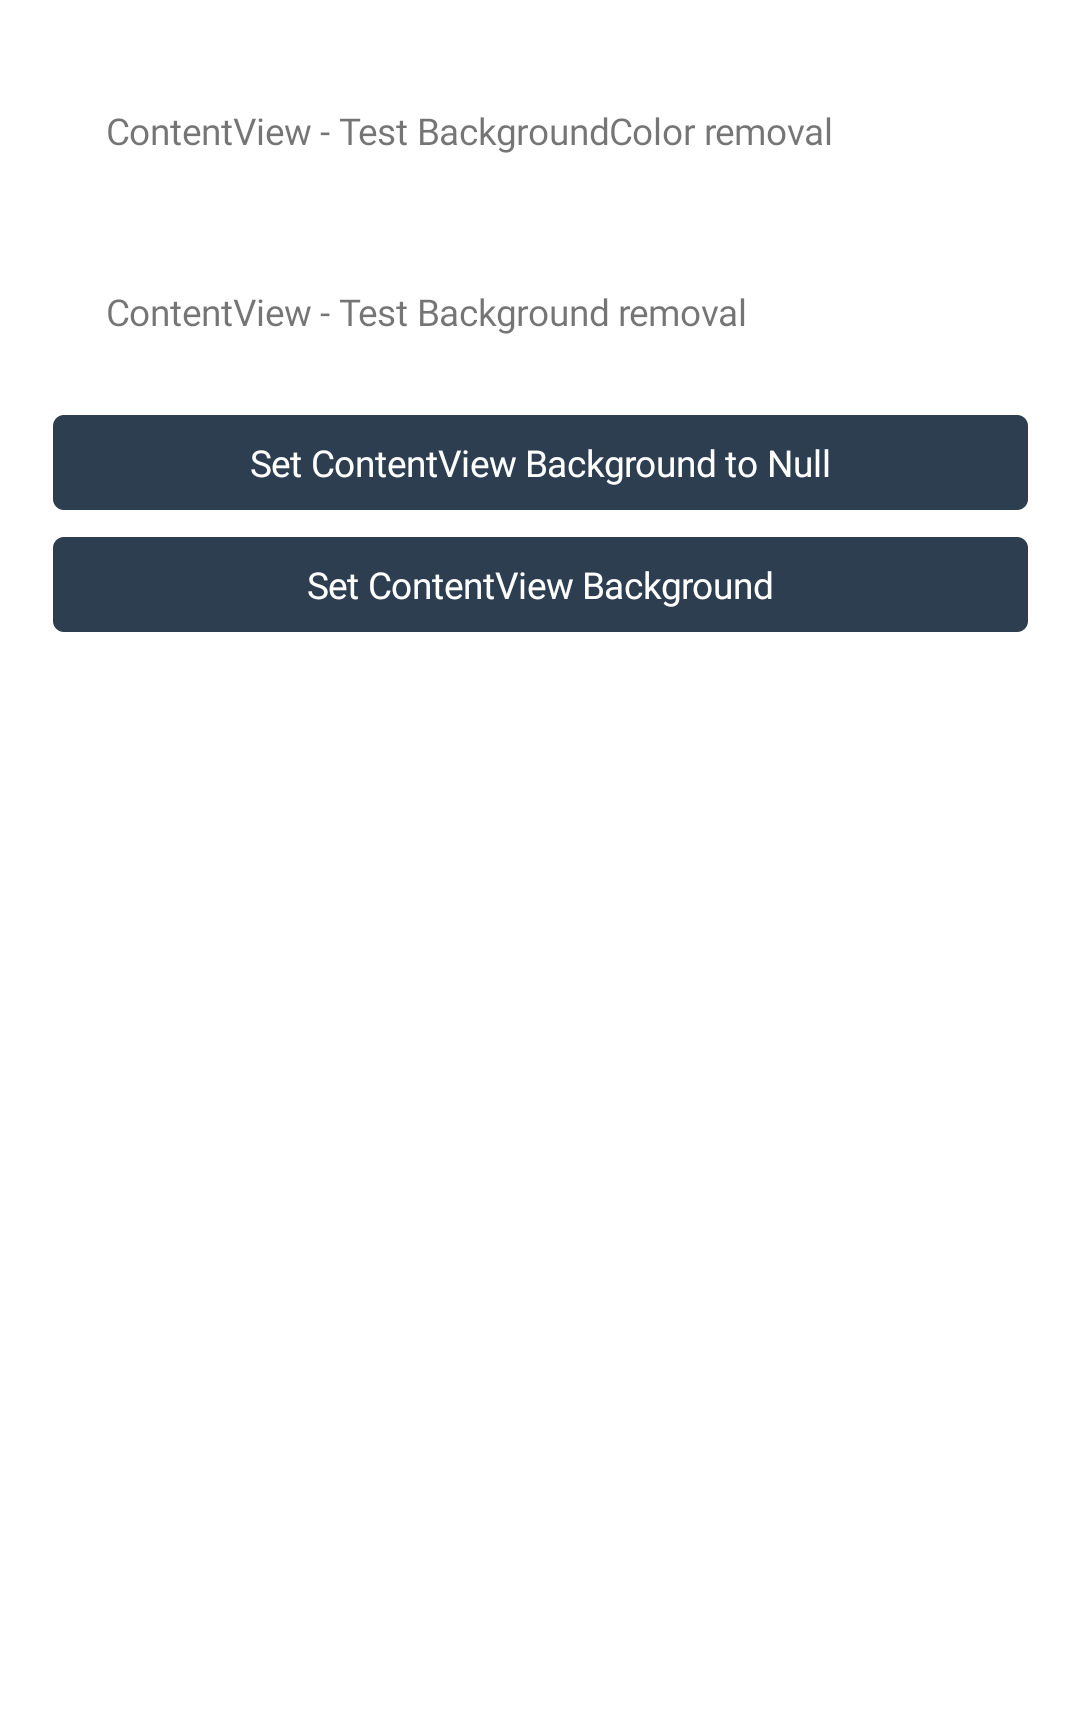 ContentView - Test BackgroundColor removal
ContentView - Test Background removal
Set ContentView Background to Null
Set ContentView Background